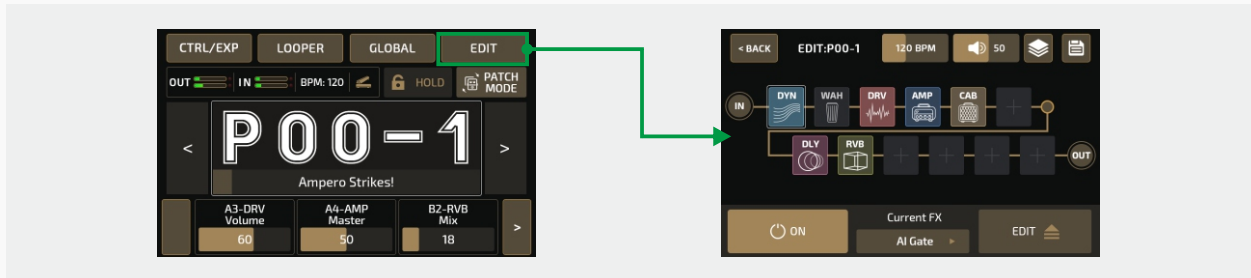 CTRL/EXP LOOPER GLOBAL EDIT
OUT IN BPM: 120 HOLD PATCH
MODE
< P00-1 >
Ampero Strikes!
A3-DRV A4-AMP B2-RVB
Volume Master Mix
60 50 18 >
< BACK EDIT:P00-1 120 BPM 50
DYN WAH DRV AMP CAB
IN + 
DLY RVB
+ + + + OUT
Current FX
ON AI Gate EDIT